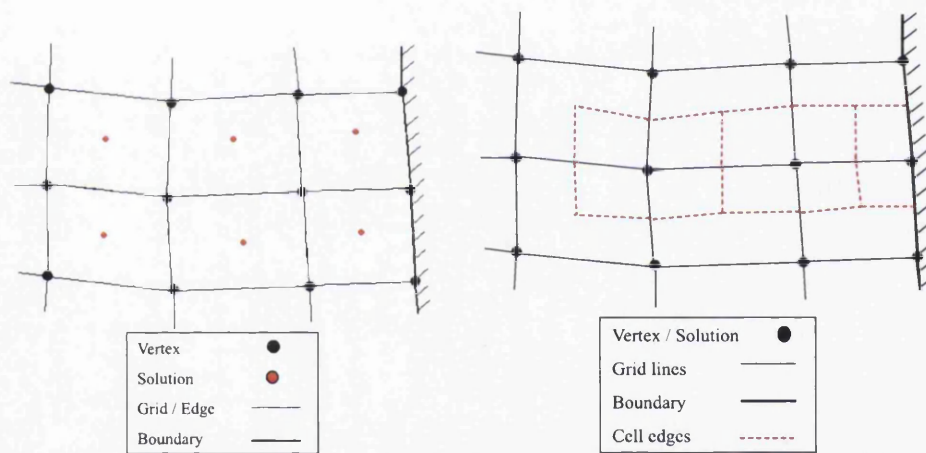 Vertex
Solution
Grid / Edge
Boundary
Vertex / Solution
Grid lines
Boundary
Cell edges